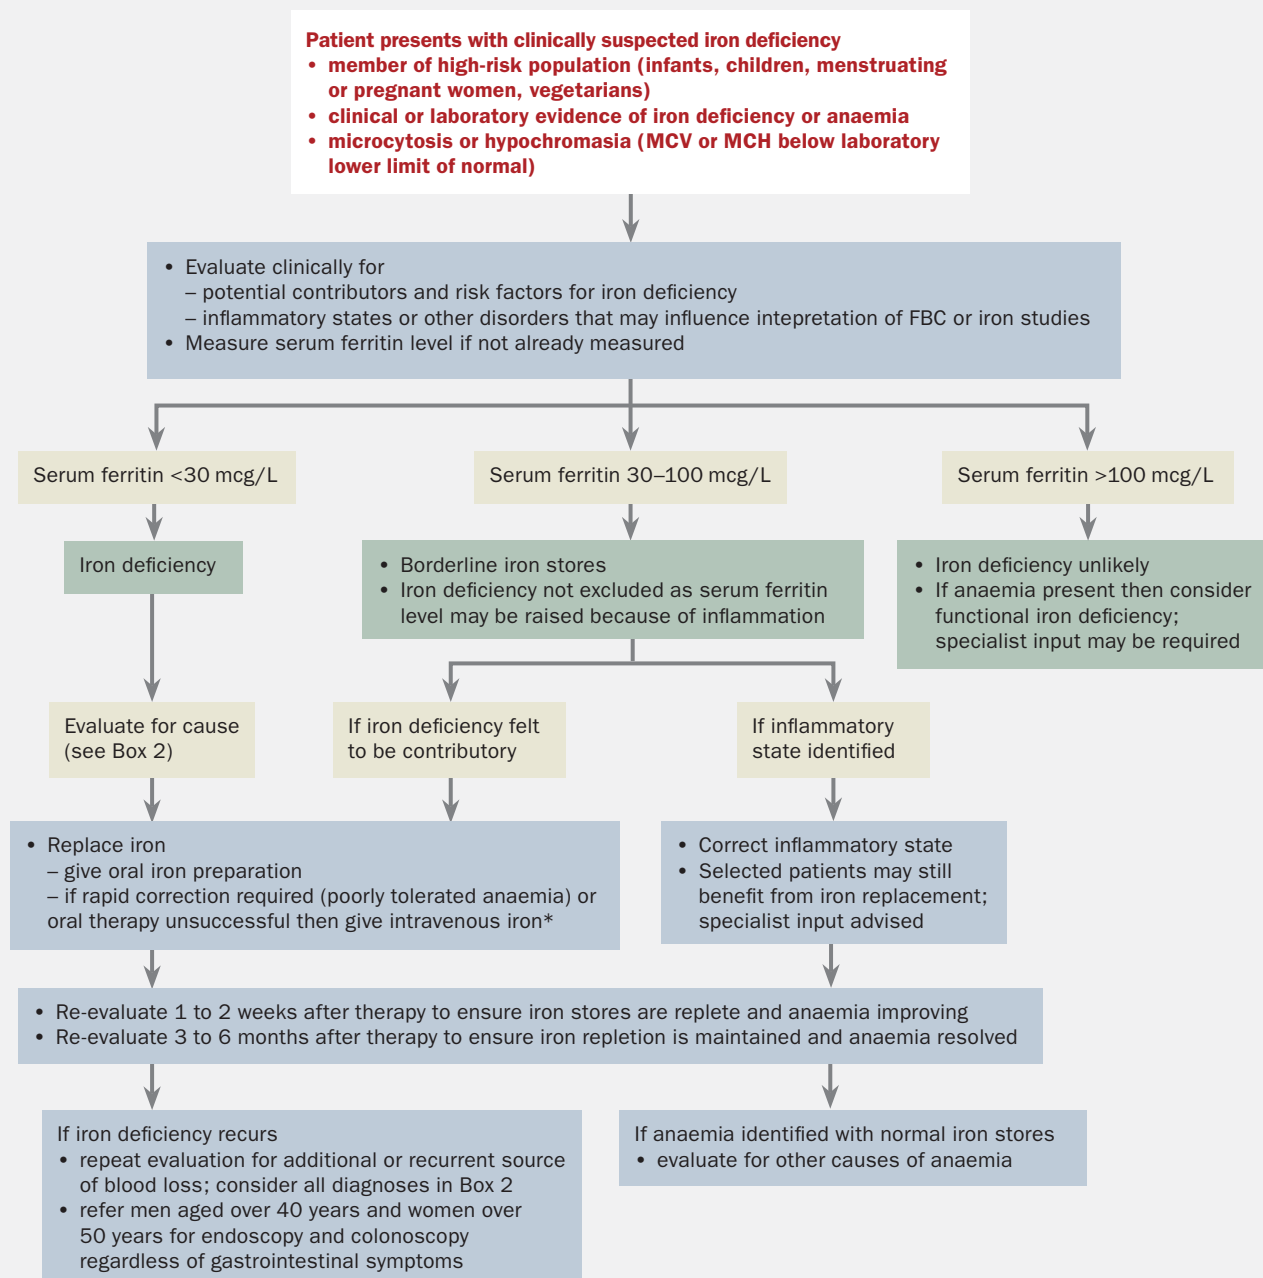 Patient presents with clinically suspected iron deficiency
• member of high-risk population (infants, children, menstruating
or pregnant women, vegetarians)
• clinical or laboratory evidence of iron deficiency or anaemia
• microcytosis or hypochromasia (MCV or MCH below laboratory
lower limit of normal)
• Evaluate clinically for
– potential contributors and risk factors for iron deficiency
– inflammatory states or other disorders that may influence intepretation of FBC or iron studies
• Measure serum ferritin level if not already measured
Serum ferritin <30 mcg/L
Serum ferritin 30–100 mcg/L
Serum ferritin >100 mcg/L
Iron deficiency
• Borderline iron stores
• Iron deficiency not excluded as serum ferritin
level may be raised because of inflammation
• Iron deficiency unlikely
• If anaemia present then consider
functional iron deficiency;
specialist input may be required
Evaluate for cause
(see Box 2)
If iron deficiency felt
to be contributory
If inflammatory
state identified
• Replace iron
– give oral iron preparation
– if rapid correction required (poorly tolerated anaemia) or
oral therapy unsuccessful then give intravenous iron*
• Correct inflammatory state
• Selected patients may still
benefit from iron replacement;
specialist input advised
• Re-evaluate 1 to 2 weeks after therapy to ensure iron stores are replete and anaemia improving
• Re-evaluate 3 to 6 months after therapy to ensure iron repletion is maintained and anaemia resolved
If iron deficiency recurs
• repeat evaluation for additional or recurrent source
of blood loss; consider all diagnoses in Box 2
• refer men aged over 40 years and women over
50 years for endoscopy and colonoscopy
regardless of gastrointestinal symptoms
If anaemia identified with normal iron stores
• evaluate for other causes of anaemia